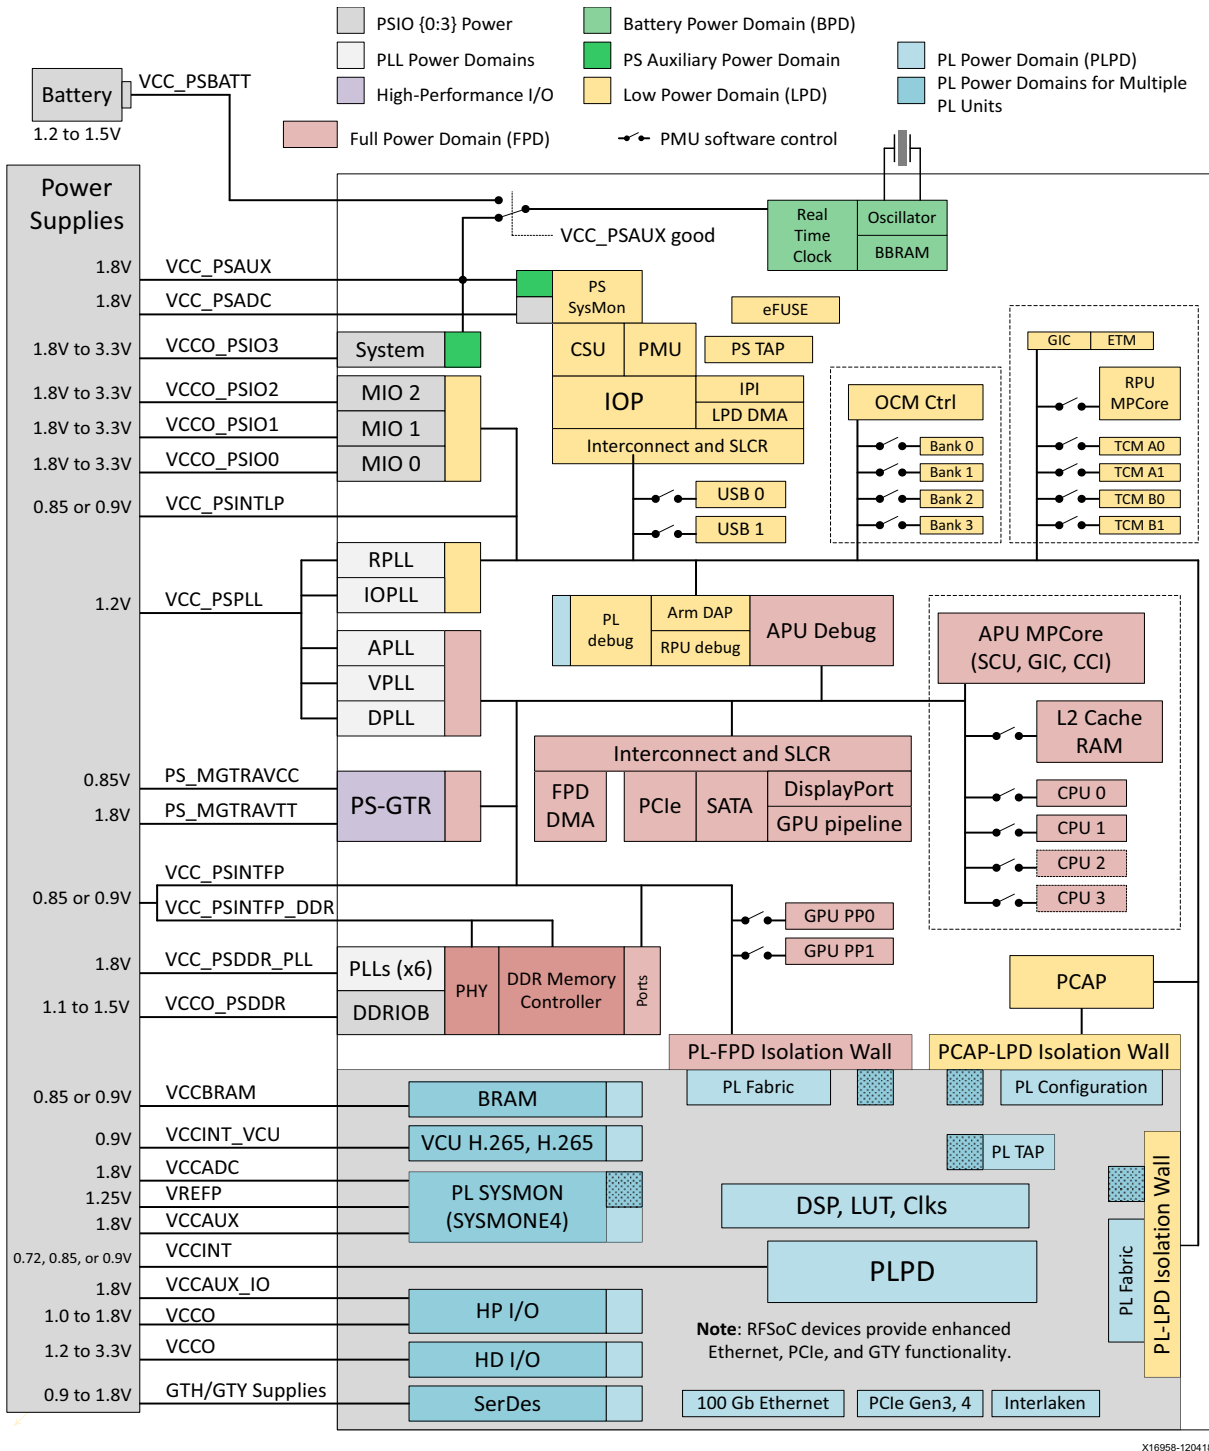 PSIO {0:3} Power
PLL Power Domains
High-Performance I/O
Full Power Domain (FPD)
Battery Power Domain (BPD)
PS Auxiliary Power Domain
Low Power Domain (LPD)
PMU software control
PL Power Domain (PLPD)
PL Power Domains for Multiple
PL Units
Battery
VCC_PSBATT
1.2 to 1.5V
Power
Supplies
Real
Time
Clock
Oscillator
BBRAM
VCC_PSAUX good
1.8V
VCC_PSAUX
1.8V
VCC_PSADC
PS
SysMon
eFUSE
1.8V to 3.3V
VCCO_PSIO3
System
CSU
PMU
PS TAP
GIC
ETM
1.8V to 3.3V
VCCO_PSIO2
MIO 2
IOP
IPI
LPD DMA
OCM Ctrl
RPU
MPCore
1.8V to 3.3V
VCCO_PSIO1
MIO 1
Interconnect and SLCR
Bank 0
TCM A0
1.8V to 3.3V
VCCO_PSIO0
MIO 0
Bank 1
TCM A1
0.85 or 0.9V
VCC_PSINTLP
USB 0
Bank 2
TCM B0
USB 1
Bank 3
TCM B1
RPLL
IOPLL
1.2V
VCC_PSPLL
APLL
VPLL
DPLL
PL
debug
Arm DAP
RPU debug
APU Debug
APU MPCore
(SCU, GIC, CCI)
L2 Cache
RAM
Interconnect and SLCR
FPD
DMA
PCIe
SATA
DisplayPort
GPU pipeline
CPU 0
CPU 1
CPU 2
CPU 3
0.85V
PS_MGTRAVCC
1.8V
PS_MGTRAVTT
PS-GTR
VCC_PSINTFP
0.85 or 0.9V
VCC_PSINTFP_DDR
GPU PP0
GPU PP1
1.8V
VCC_PSDDR_PLL
PLLs (x6)
PHY
DDR Memory
Controller
Ports
PCAP
1.1 to 1.5V
VCCO_PSDDR
DDRIOB
PL-FPD Isolation Wall
PCAP-LPD Isolation Wall
PL Fabric
PL Configuration
0.85 or 0.9V
VCCBRAM
BRAM
0.9V
VCCINT_VCU
VCU H.265, H.265
PL TAP
1.8V
VCCADC
1.25V
VREFP
PL SYSMON
(SYSMONE4)
1.8V
VCCAUX
DSP, LUT, Clks
PL Fabric
PL-LPD Isolation Wall
0.72, 0.85, or 0.9V
VCCINT
PLPD
1.8V
VCCAUX_IO
1.0 to 1.8V
VCCO
HP I/O
Note: RFSoC devices provide enhanced
Ethernet, PCIe, and GTY functionality.
1.2 to 3.3V
VCCO
HD I/O
0.9 to 1.8V
GTH/GTY Supplies
SerDes
100 Gb Ethernet
PCIe Gen3, 4
Interlaken
X16958-120418